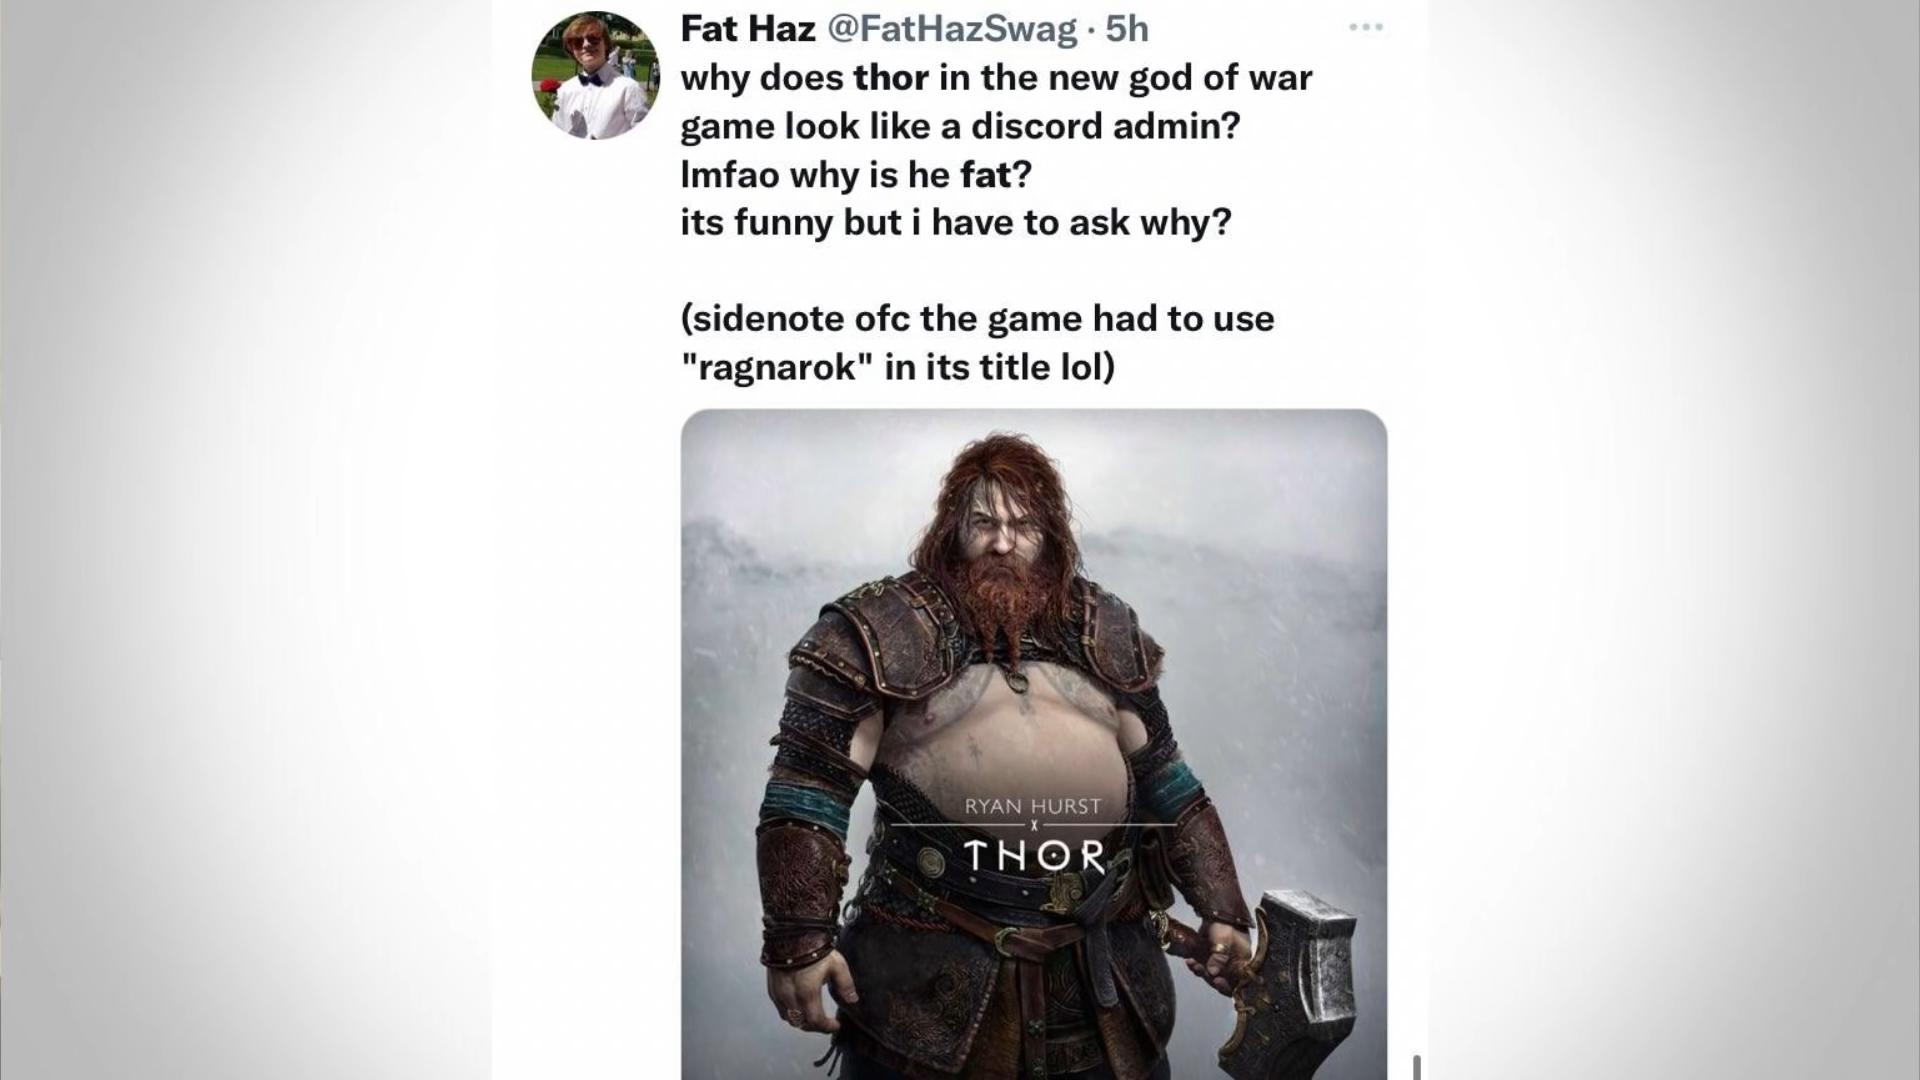 Fat Haz @FatHazSwag · 5h
why does thor in the new god of war
game look like a discord admin?
lmfao why is he fat?
its funny but i have to ask why?
(sidenote ofc the game had to use
"ragnarok" in its title lol)
RYAN HURST
X
THOR